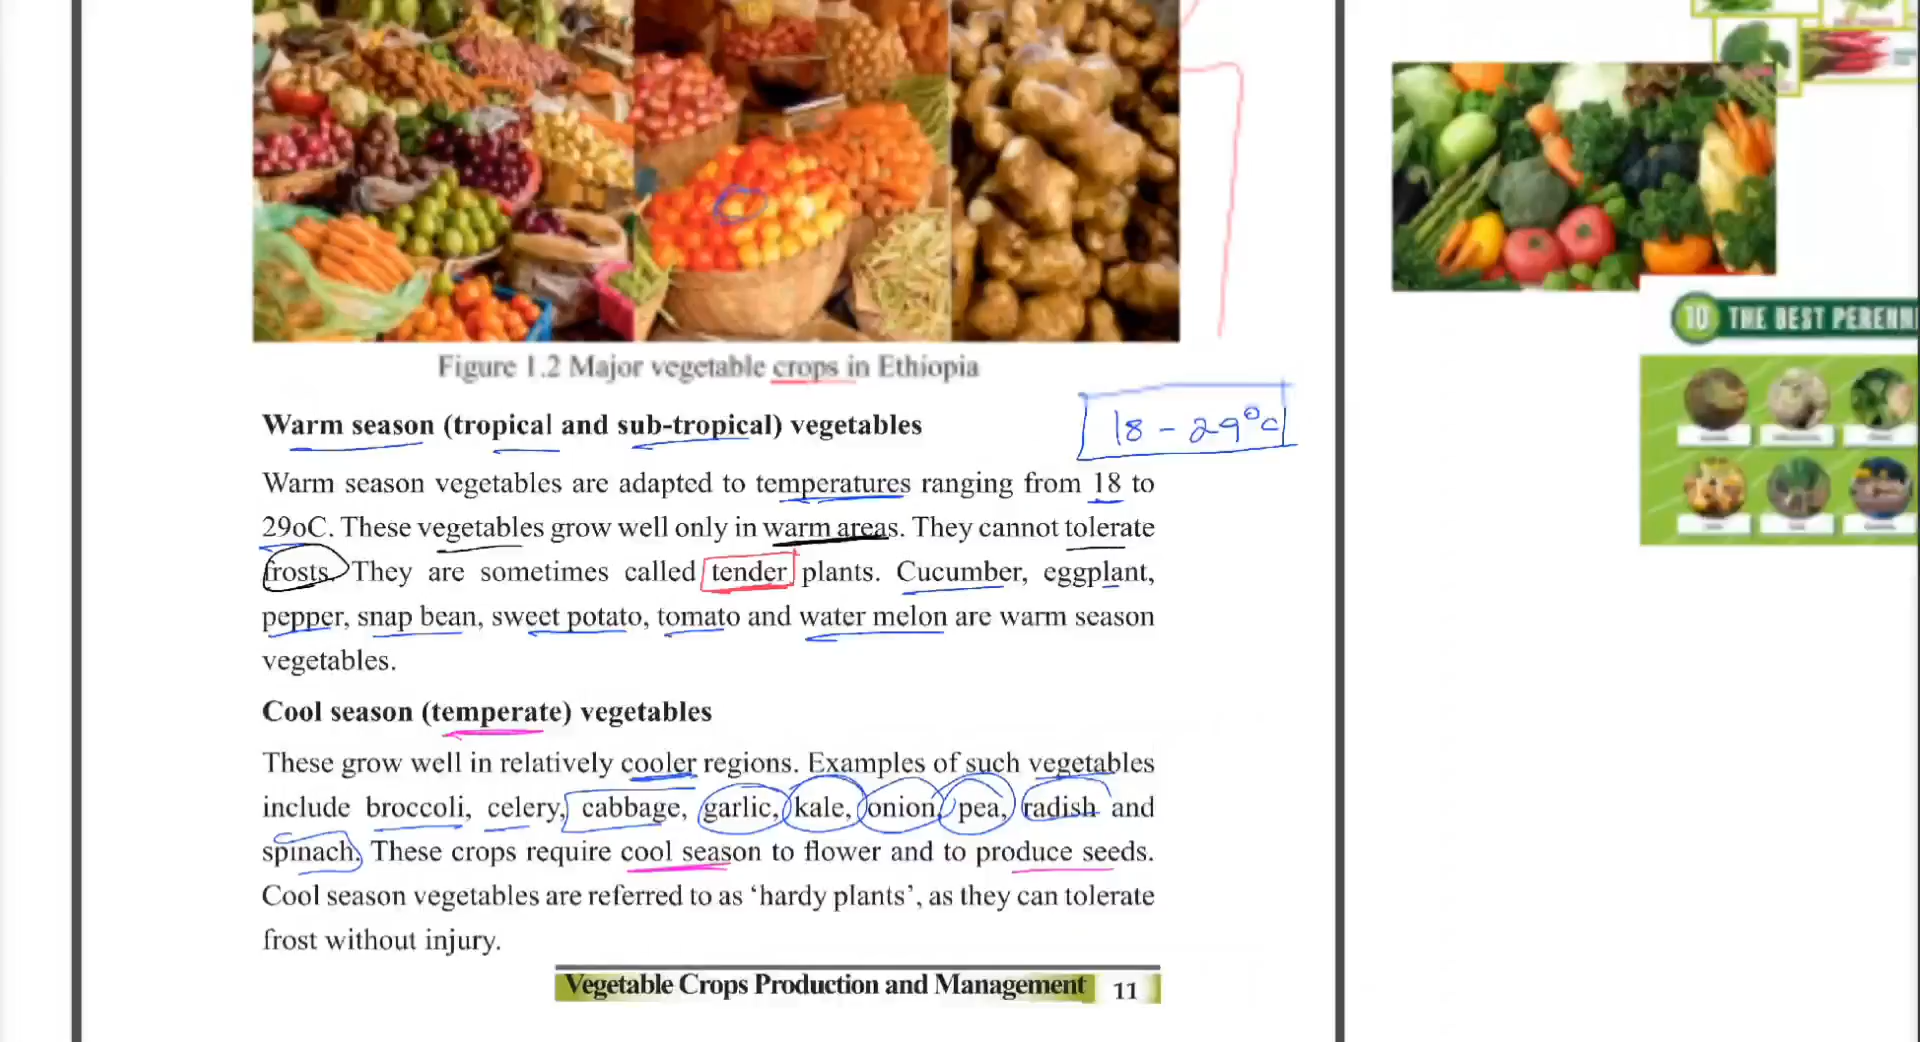 Figure 1.2 Major vegetable crops in Ethiopia
Warm season (tropical and sub-tropical) vegetables
18 - 29°C
Warm season vegetables are adapted to temperatures ranging from 18 to
29oC. These vegetables grow well only in warm areas. They cannot tolerate
frosts. They are sometimes called tender plants. Cucumber, eggplant,
pepper, snap bean, sweet potato, tomato and water melon are warm season
vegetables.
Cool season (temperate) vegetables
These grow well in relatively cooler regions. Examples of such vegetables
include broccoli, celery, cabbage, garlic, kale, onion, pea, radish and
spinach. These crops require cool season to flower and to produce seeds.
Cool season vegetables are referred to as ‘hardy plants’, as they can tolerate
frost without injury.
Vegetable Crops Production and Management 11
10 THE BEST PERENN